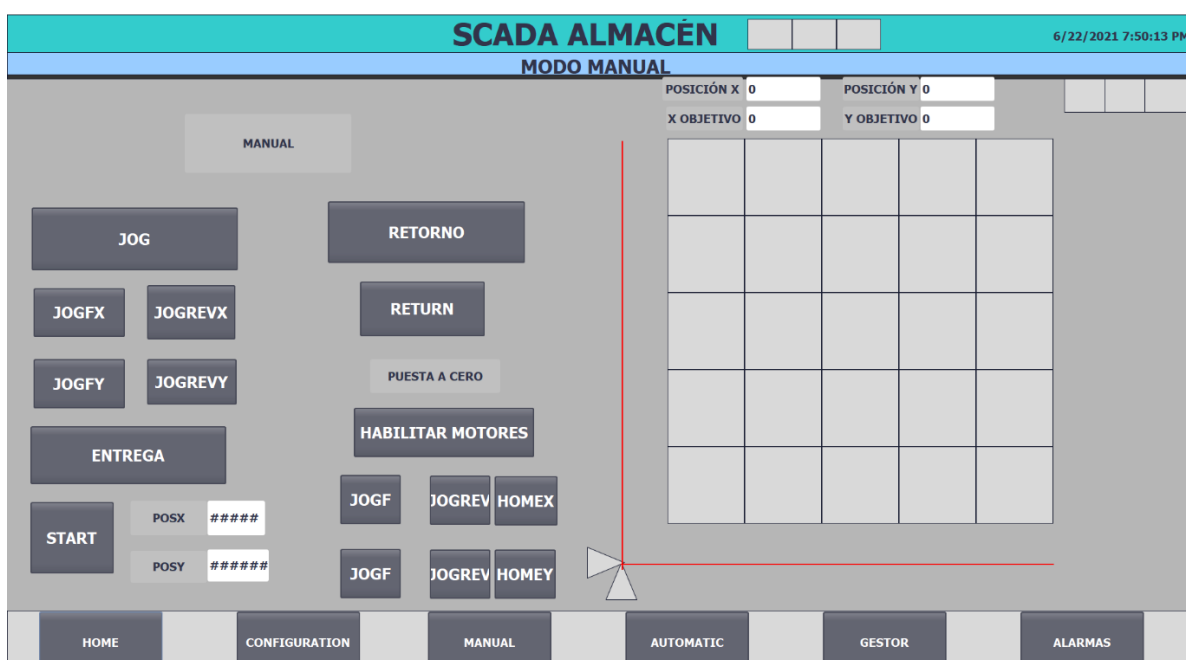 SCADA ALMACÉN
6/22/2021 7:50:13 PM
MODO MANUAL
POSICIÓN X 0 POSICIÓN Y 0
X OBJETIVO 0 Y OBJETIVO 0
MANUAL
JOG
RETORNO
JOGFX JOGREVX
RETURN
JOGFY JOGREVY
PUESTA A CERO
HABILITAR MOTORES
ENTREGA
JOGF JOGREV HOMEX
START
POSX #####
POSY ######
JOGF JOGREV HOMEY
HOME CONFIGURATION MANUAL AUTOMATIC GESTOR ALARMAS